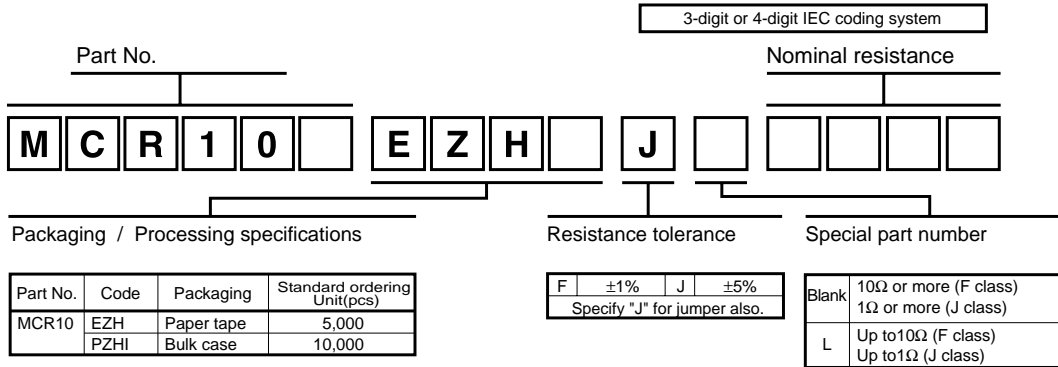 3-digit or 4-digit IEC coding system
Part No.
Nominal resistance
M C R 1 0 E Z H J
Packaging / Processing specifications
Resistance tolerance
Special part number
Part No. Code Packaging Standard ordering Unit(pcs)
MCR10 EZH Paper tape 5,000
PZHI Bulk case 10,000
F ±1% J ±5%
Specify "J" for jumper also.
Blank 10Ω or more (F class)
1Ω or more (J class)
L Up to10Ω (F class)
Up to1Ω (J class)